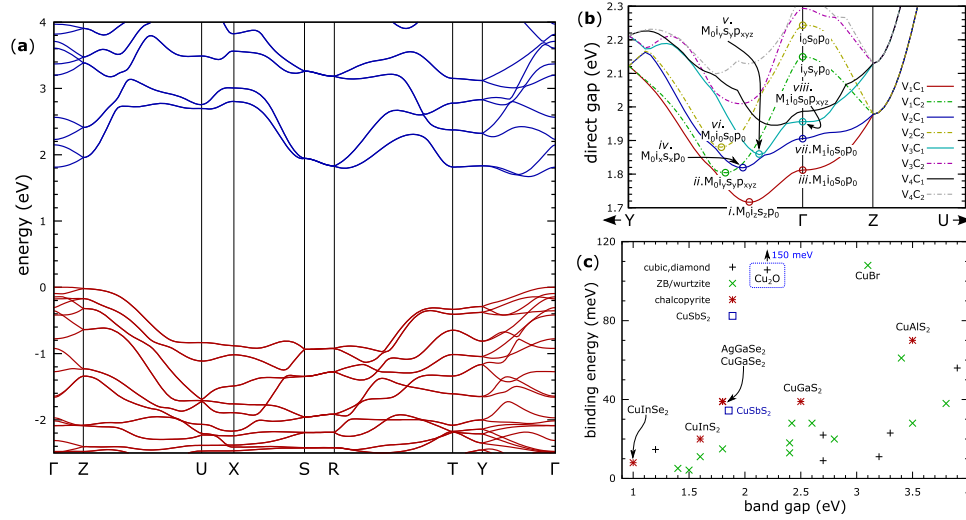 (a)
energy (eV)
4
3
2
1
0
-1
-2
Γ Z U X S R T Y Γ
(b)
direct gap (eV)
2.3
2.2
2.1
2
1.9
1.8
1.7
Y Γ Z U
v.
M0iysypxyz
i0s0p0
iysyp0
viii.
M1i0s0pxyz
vi.
M0i0s0p0
iv.
M0ixsxp0
vii.M1i0s0p0
ii.M0iysypxyz
iii.M1i0s0p0
i.M0izszp0
V1C1
V1C2
V2C1
V2C2
V3C1
V3C2
V4C1
V4C2
(c)
binding energy (meV)
120
100
80
60
40
20
0
1 1.5 2 2.5 3 3.5
band gap (eV)
cubic,diamond
ZB/wurtzite
chalcopyrite
CuSbS2
150 meV
Cu2O
CuBr
CuAlS2
AgGaSe2
CuGaSe2
CuGaS2
CuSbS2
CuInSe2
CuInS2